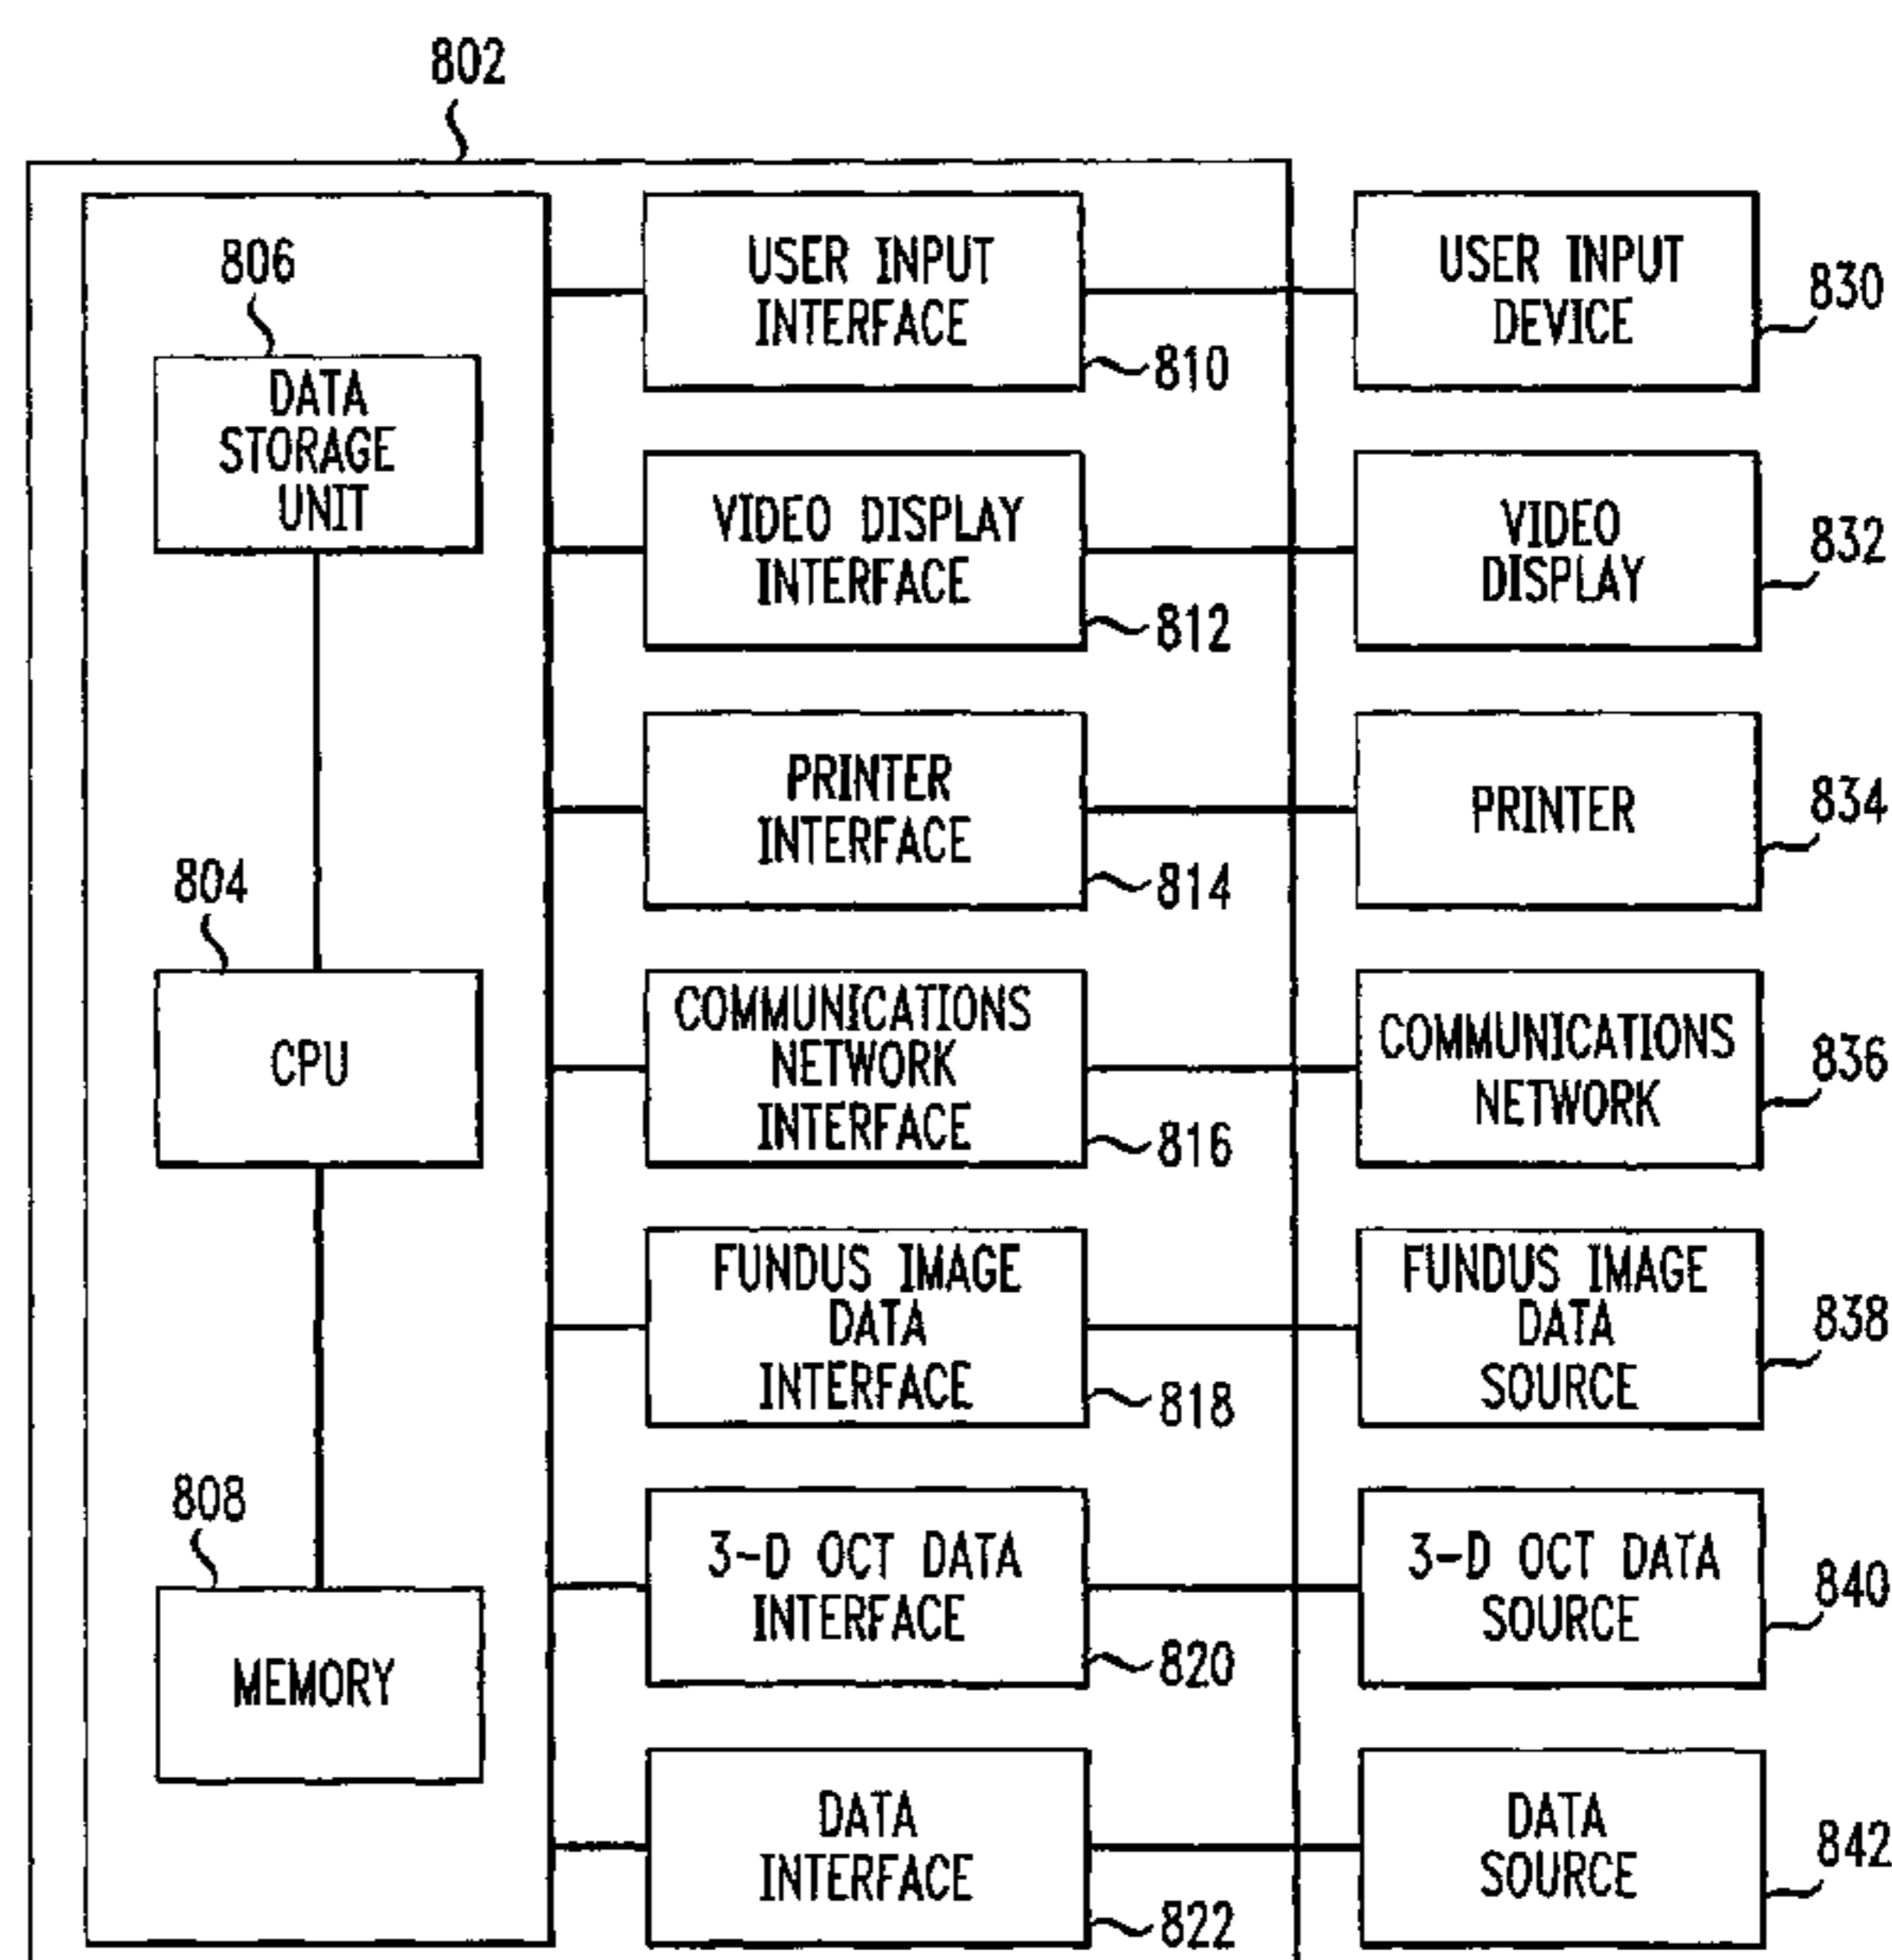 802
806
DATA
STORAGE
UNIT
804
CPU
808
MEMORY
USER INPUT
INTERFACE
810
USER INPUT
DEVICE
830
VIDEO DISPLAY
INTERFACE
812
VIDEO
DISPLAY
832
PRINTER
INTERFACE
814
PRINTER
834
COMMUNICATIONS
NETWORK
INTERFACE
816
COMMUNICATIONS
NETWORK
836
FUNDUS IMAGE
DATA
INTERFACE
818
FUNDUS IMAGE
DATA
SOURCE
838
3-D OCT DATA
INTERFACE
820
3-D OCT DATA
SOURCE
840
DATA
INTERFACE
822
DATA
SOURCE
842